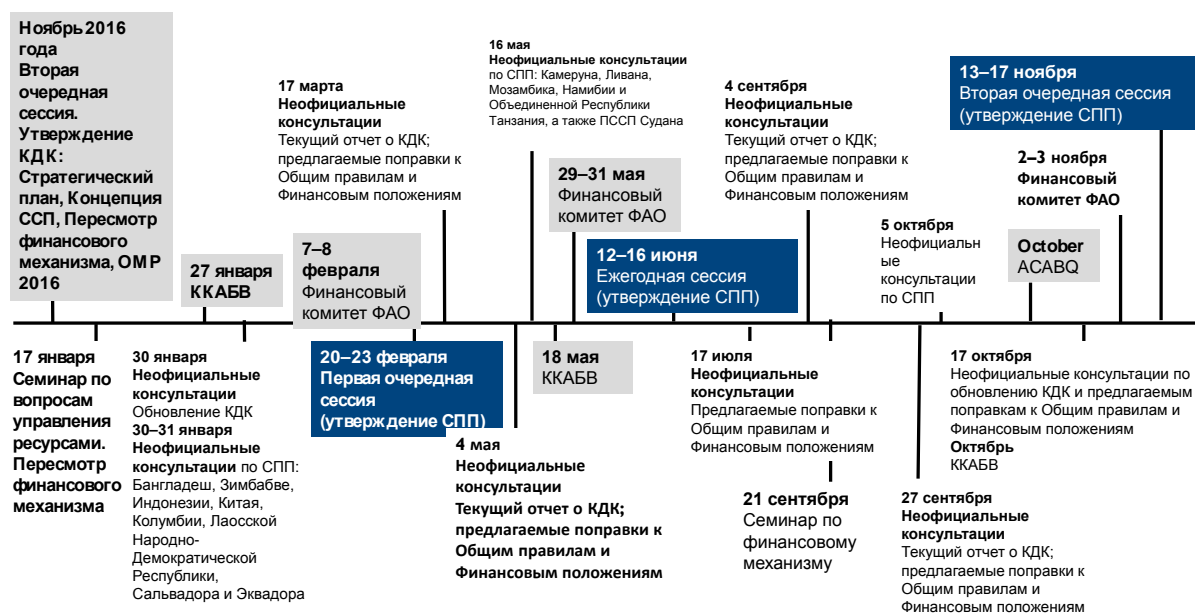 Ноябрь 2016
года
Вторая
очередная
сессия.
Утверждение
КДК:
Стратегический
план, Концепция
ССП, Пересмотр
финансового
механизма, ОМР
2016
27 января
ККАБВ
17 марта
Неофициальные
консультации
Текущий отчет о КДК;
предлагаемые поправки к
Общим правилам и
Финансовым положениям
7–8
февраля
Финансовый
комитет ФАО
16 мая
Неофициальные консультации
по СПП: Камеруна, Ливана,
Мозамбика, Намибии и
Объединенной Республики
Танзания, а также ПССП Судана
29–31 мая
Финансовый
комитет ФАО
12–16 июня
Ежегодная сессия
(утверждение СПП)
4 сентября
Неофициальные
консультации
Текущий отчет о КДК;
предлагаемые поправки к
Общим правилам и
Финансовым положениям
5 октября
Неофициальн
ые
консультации
по СПП
13–17 ноября
Вторая очередная сессия
(утверждение СПП)
2–3 ноября
Финансовый
комитет ФАО
October
ACABQ
17 января
Семинар по
вопросам
управления
ресурсами.
Пересмотр
финансового
механизма
30 января
Неофициальные
консультации
Обновление КДК
30–31 января
Неофициальные
консультации по СПП:
Бангладеш, Зимбабве,
Индонезии, Китая,
Колумбии, Лаосской
Народно-
Демократической
Республики,
Сальвадора и Эквадора
20–23 февраля
Первая очередная
сессия
(утверждение СПП)
4 мая
Неофициальные
консультации
Текущий отчет о КДК;
предлагаемые поправки к
Общим правилам и
Финансовым положениям
18 мая
ККАБВ
17 июля
Неофициальные
консультации
Предлагаемые поправки к
Общим правилам и
Финансовым положениям
21 сентября
Семинар по
финансовому
механизму
27 сентября
Неофициальные
консультации
Текущий отчет о КДК;
предлагаемые поправки к
Общим правилам и
Финансовым положениям
17 октября
Неофициальные консультации по
обновлению КДК и предлагаемым
поправкам к Общим правилам и
Финансовым положениям
Октябрь
ККАБВ